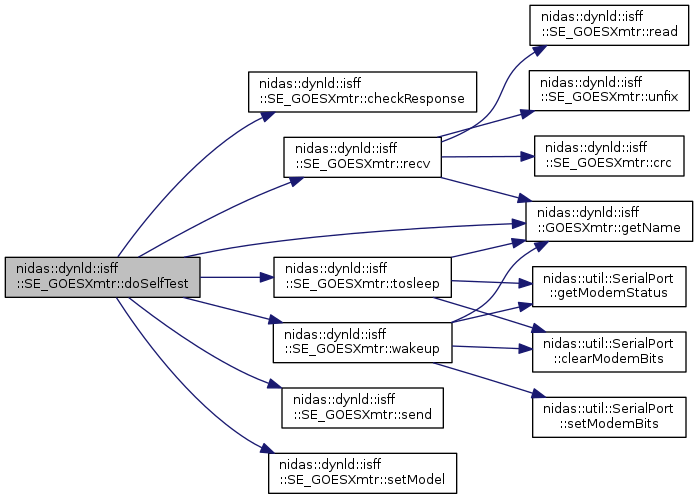 nidas::dynld::isff
::SE_GOESXmtr::doSelfTest
nidas::dynld::isff
::SE_GOESXmtr::checkResponse
nidas::dynld::isff
::SE_GOESXmtr::recv
nidas::dynld::isff
::SE_GOESXmtr::tosleep
nidas::dynld::isff
::SE_GOESXmtr::wakeup
nidas::dynld::isff
::SE_GOESXmtr::send
nidas::dynld::isff
::SE_GOESXmtr::setModel
nidas::dynld::isff
::SE_GOESXmtr::read
nidas::dynld::isff
::SE_GOESXmtr::unfix
nidas::dynld::isff
::SE_GOESXmtr::crc
nidas::dynld::isff
::GOESXmtr::getName
nidas::util::SerialPort
::getModemStatus
nidas::util::SerialPort
::clearModemBits
nidas::util::SerialPort
::setModemBits